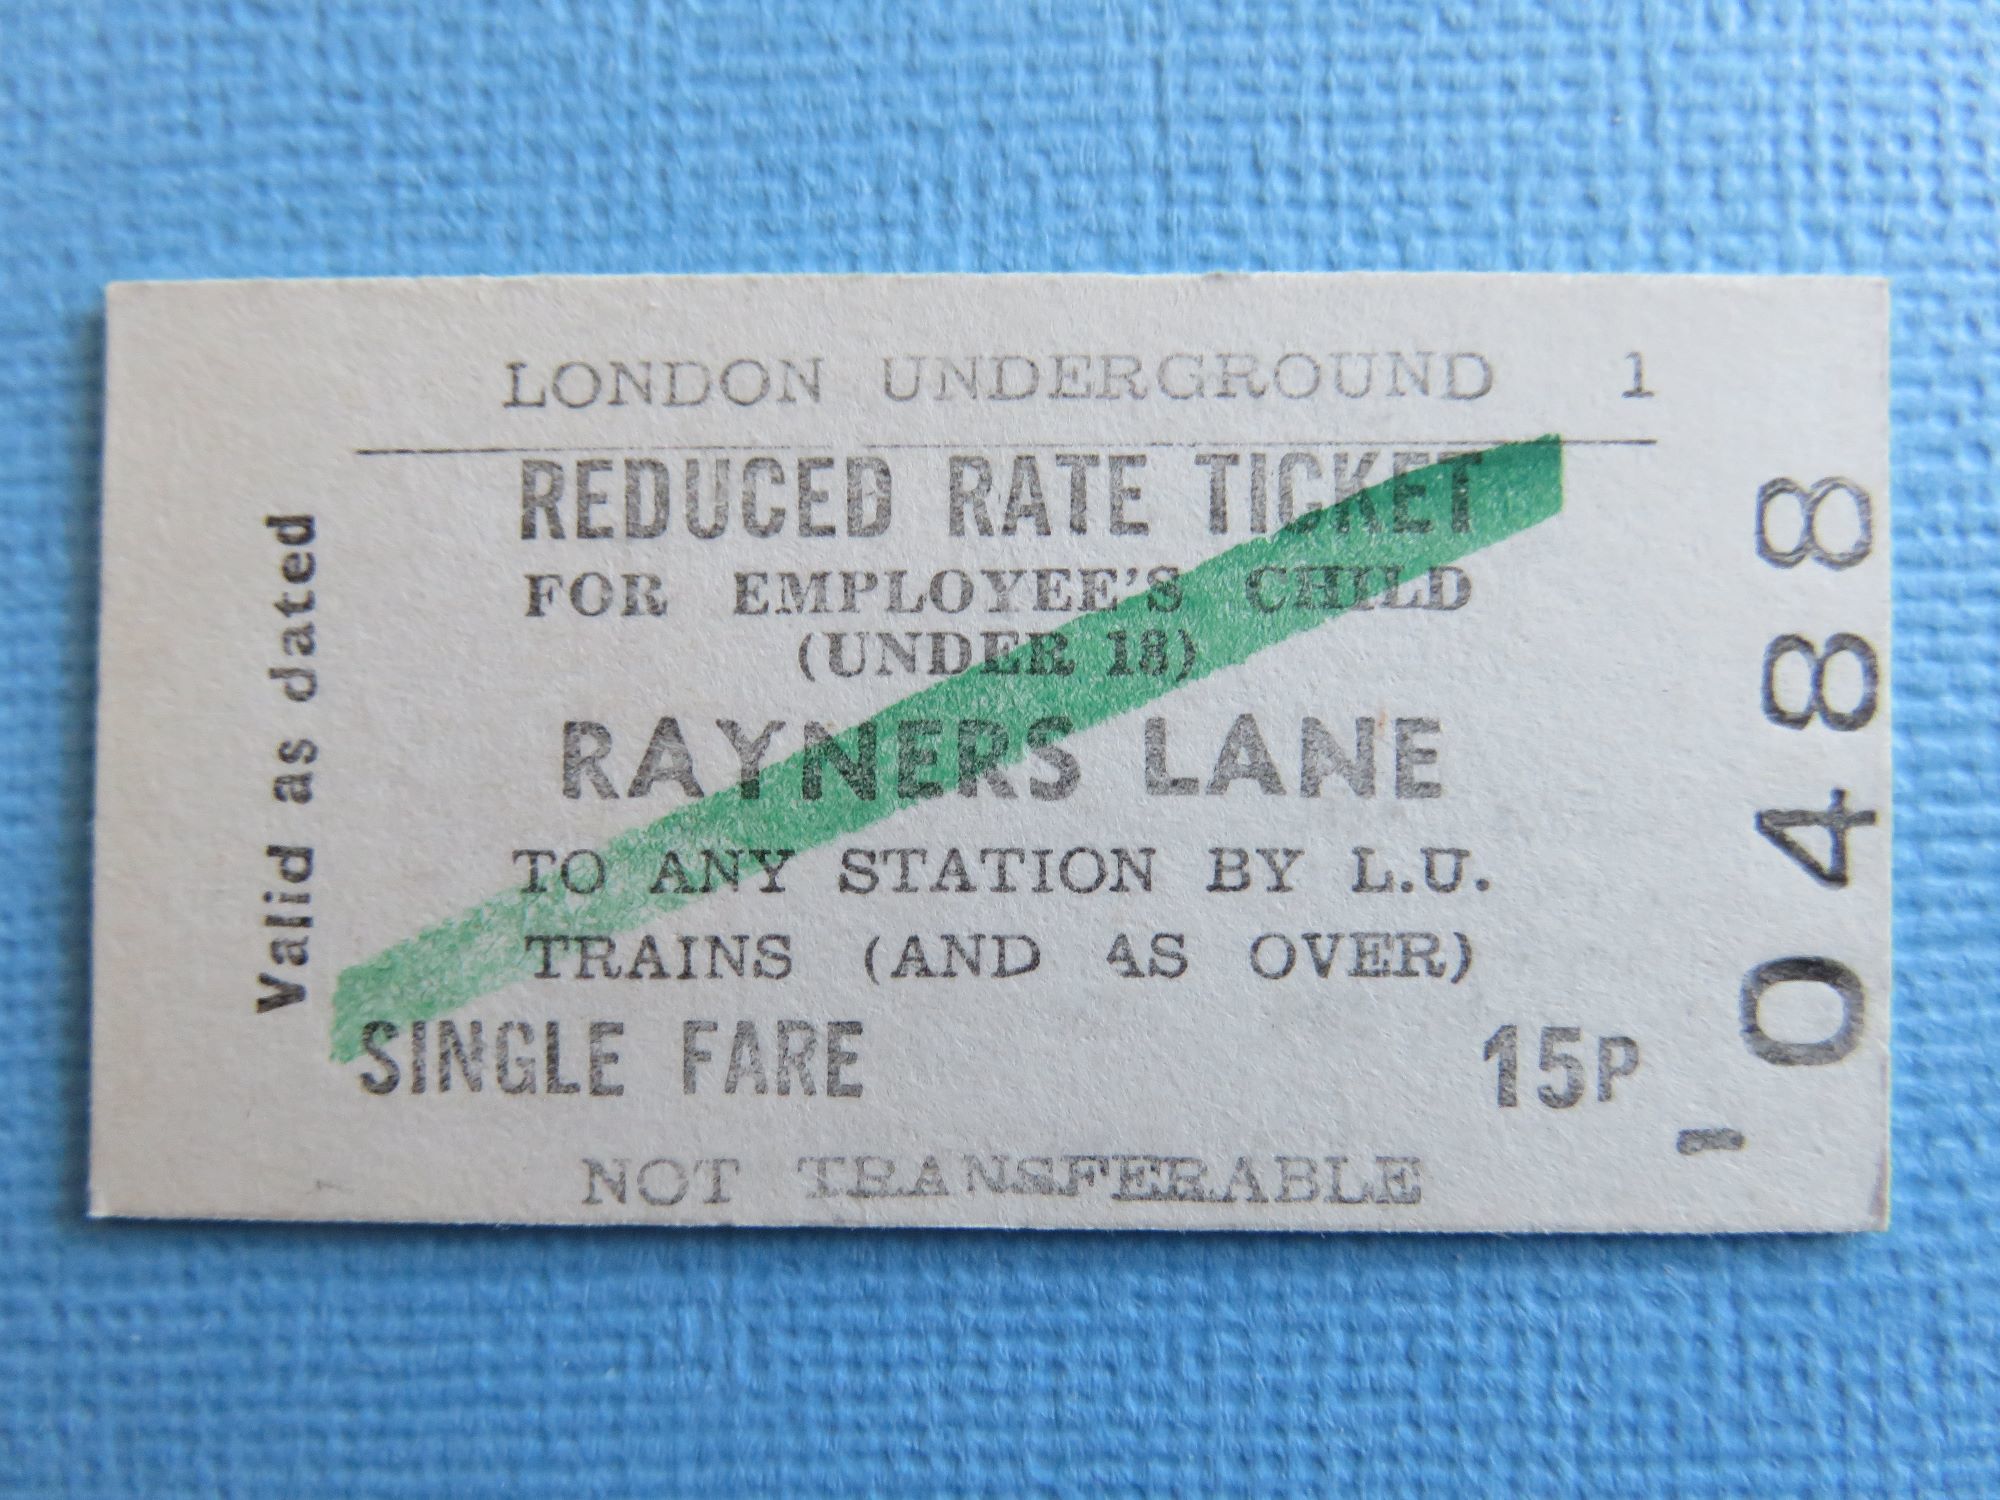 LONDON UNDERGROUND 1
REDUCED RATE TICKET
FOR EMPLOYEE'S CHILD
(UNDER 18)
RAYNERS LANE
TO ANY STATION BY L.U.
TRAINS (AND AS OVER)
SINGLE FARE 15P
NOT TRANSFERABLE
Valid as dated
0488